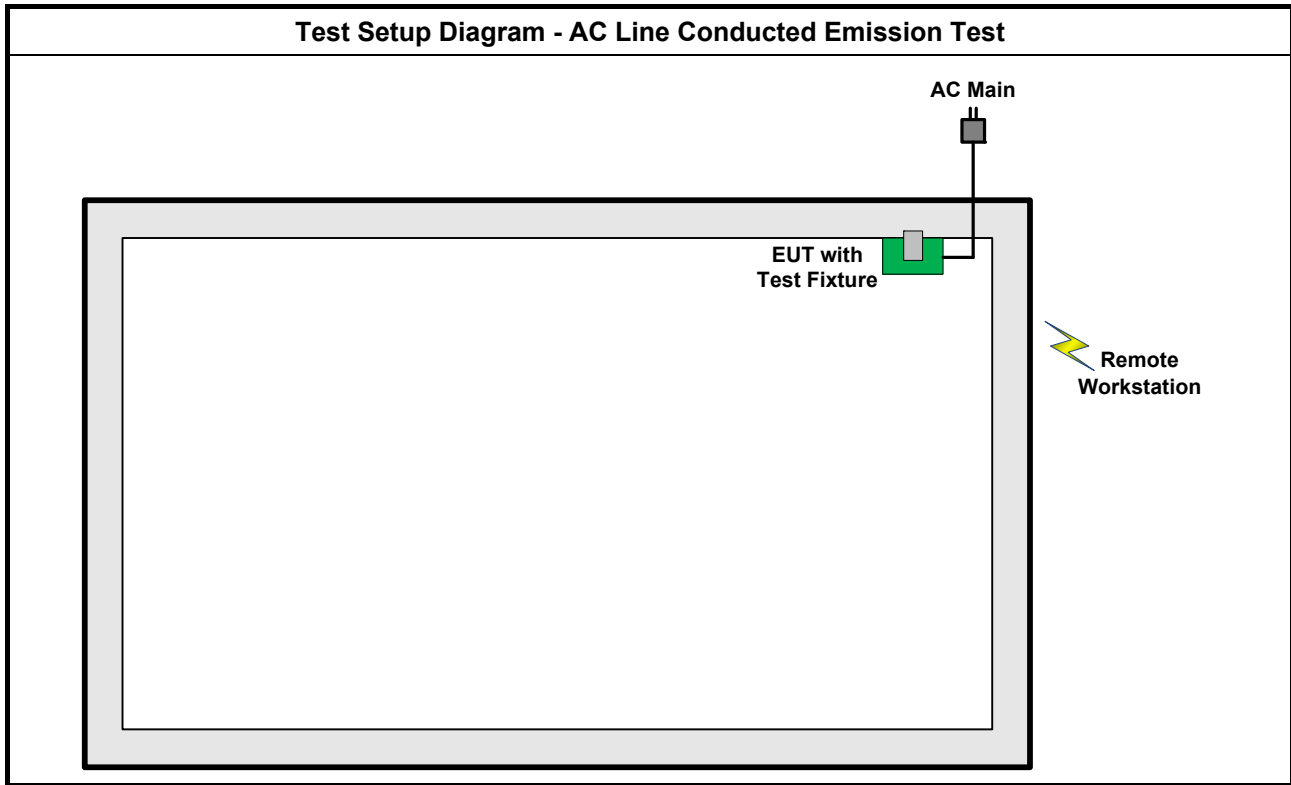 Test Setup Diagram - AC Line Conducted Emission Test
AC Main
EUT with
Test Fixture
Remote
Workstation